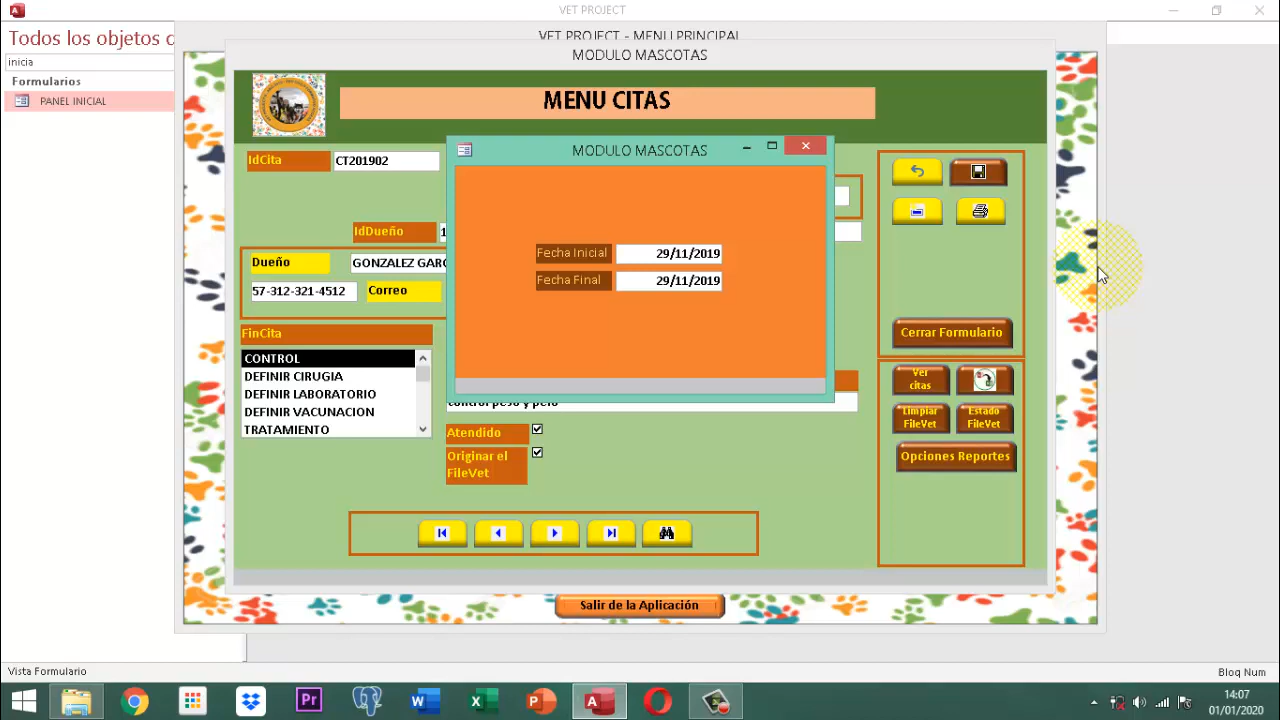 VET PROJECT
Todos los objetos d
inicia
Formularios
PANEL INICIAL
VET PROJECT - MENU PRINCIPAL
MODULO MASCOTAS
MENU CITAS
IdCita
CT201902
IdDueño
1
Dueño
GONZALEZ GARC
57-312-321-4512
Correo
FinCita
CONTROL
DEFINIR CIRUGIA
DEFINIR LABORATORIO
DEFINIR VACUNACION
TRATAMIENTO
MODULO MASCOTAS
Fecha Inicial
29/11/2019
Fecha Final
29/11/2019
control peso y pelo
Atendido
Originar el
FileVet
Cerrar Formulario
Ver
citas
Limpiar
FileVet
Estado
FileVet
Opciones Reportes
Salir de la Aplicación
Vista Formulario
Bloq Num
Pr
W
X
P
A
14:07
01/01/2020